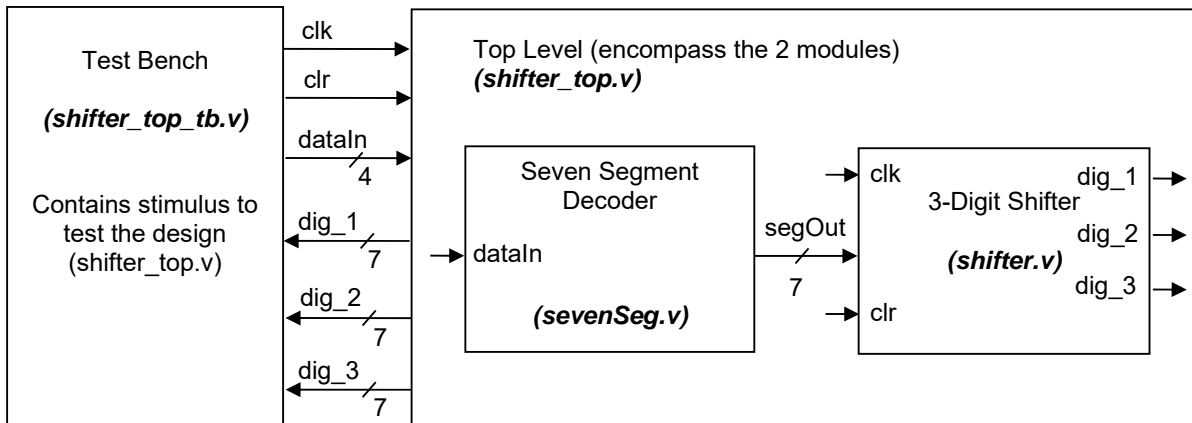 Test Bench
(shifter_top_tb.v)
Contains stimulus to
test the design
(shifter_top.v)
clk
clr
dataIn
4
dig_1
7
dig_2
7
dig_3
7
Top Level (encompass the 2 modules)
(shifter_top.v)
Seven Segment
Decoder
dataIn
(sevenSeg.v)
segOut
7
clk
3-Digit Shifter
(shifter.v)
clr
dig_1
dig_2
dig_3